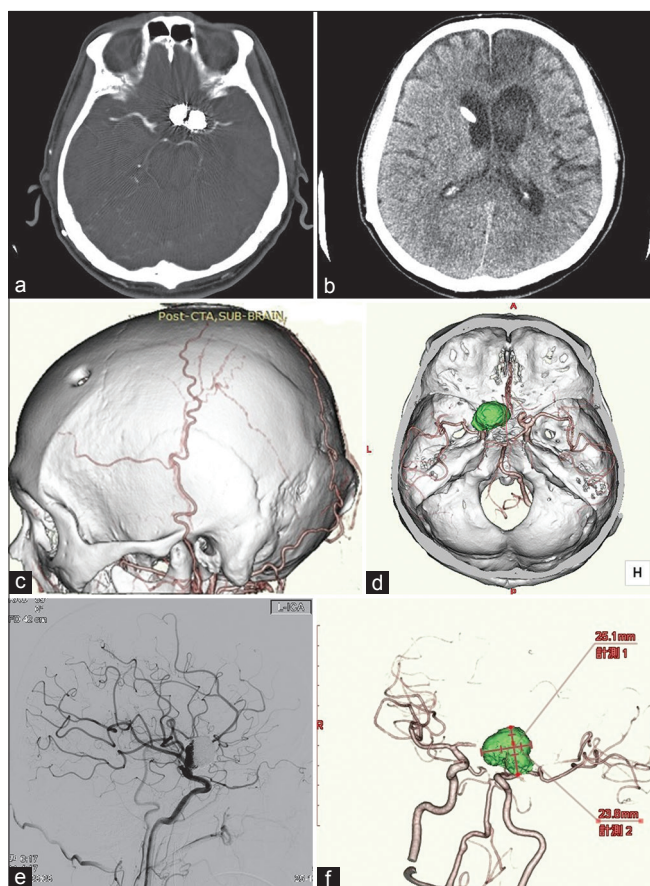 a
b
Post-CTA,SUB-BRAIN,
c
A
L
H
P
d
L-ICA
e
R
25.1mm
計測 1
23.8mm
計測 2
f